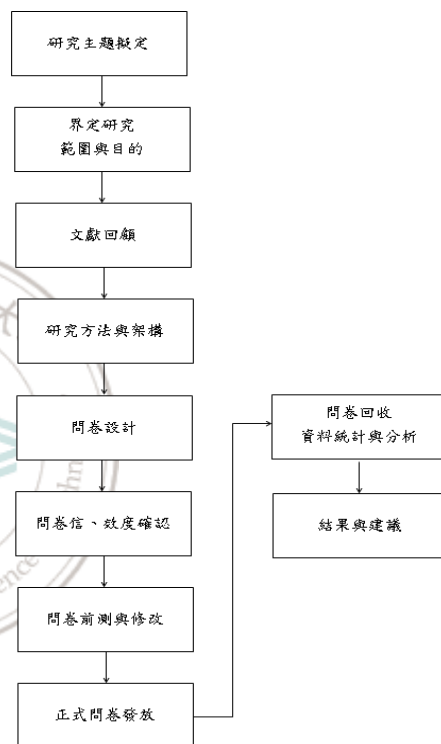 研究主題擬定
界定研究
範圍與目的
文獻回顧
研究方法與架構
問卷設計
問卷信、效度確認
問卷前測與修改
正式問卷發放
問卷回收
資料統計與分析
結果與建議